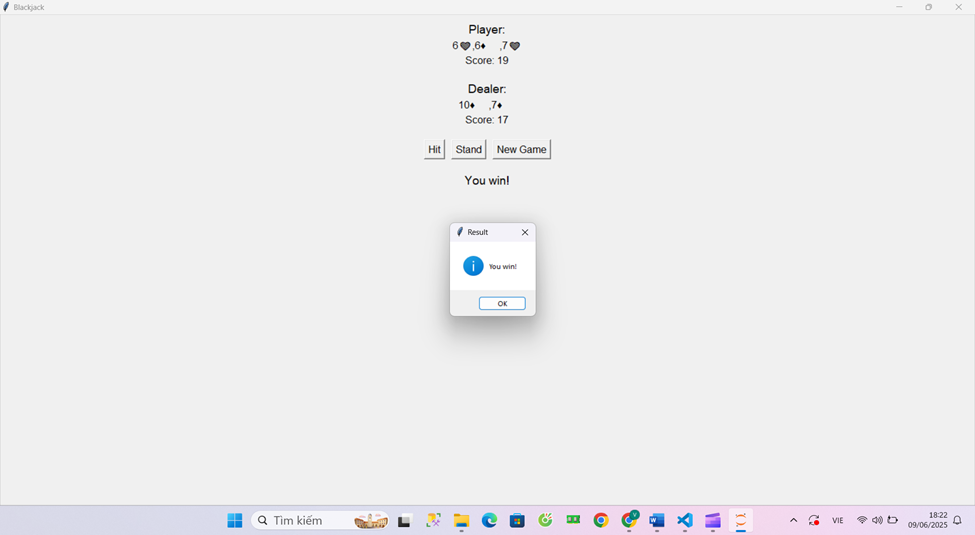 Blackjack
Player:
6♥,6♦ ,7♥
Score: 19
Dealer:
10♦ ,7♦
Score: 17
Hit Stand New Game
You win!
Result
You win!
OK
Tìm kiếm
VIE
18:22
09/06/2025